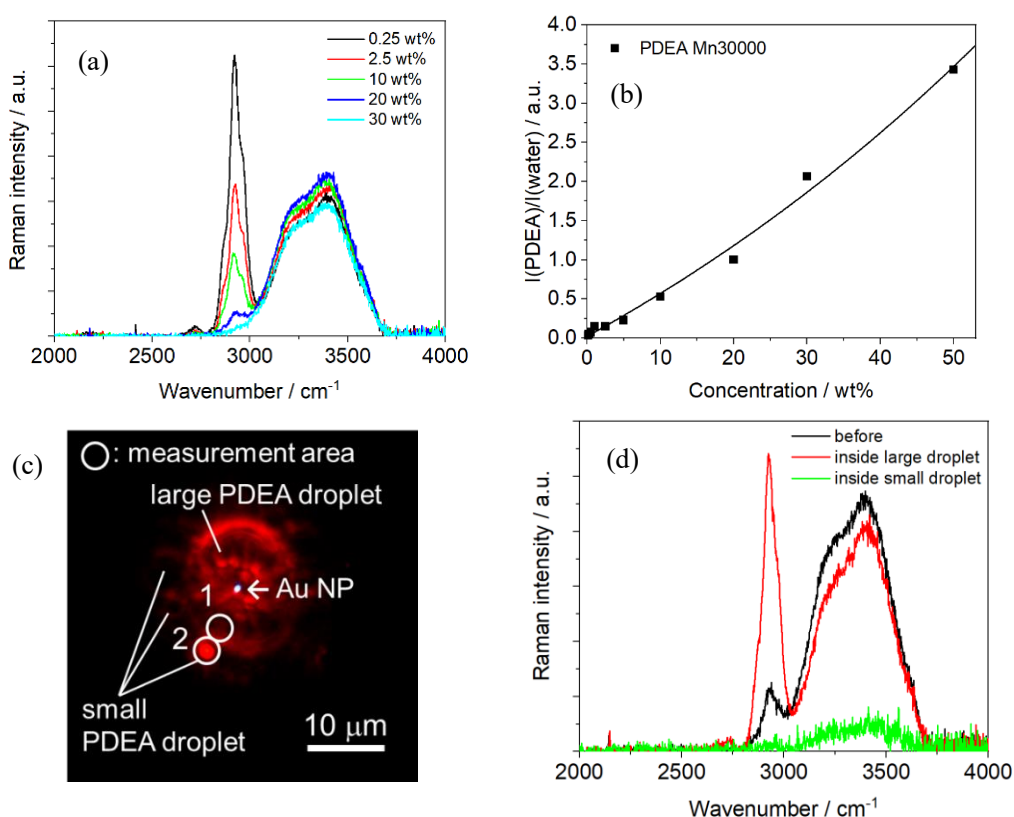 (a)
0.25 wt%
2.5 wt%
10 wt%
20 wt%
30 wt%
Raman intensity / a.u.
2000 2500 3000 3500 4000
Wavenumber / cm⁻¹
(b)
PDEA Mn30000
I(PDEA)/I(water) / a.u.
4.0
3.5
3.0
2.5
2.0
1.5
1.0
0.5
0.0
0 10 20 30 40 50
Concentration / wt%
(c)
: measurement area
large PDEA droplet
Au NP
1
2
small
PDEA droplet
10 μm
(d)
before
inside large droplet
inside small droplet
Raman intensity / a.u.
2000 2500 3000 3500 4000
Wavenumber / cm⁻¹